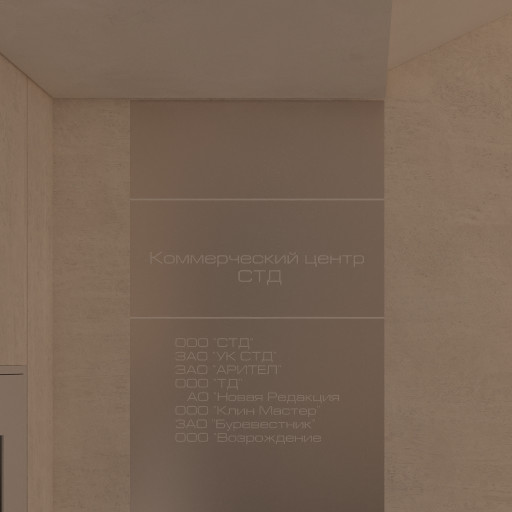 Коммерческий центр
СТД
ООО "СТД"
ЗАО "УК СТД"
ЗАО "АРИТЕЛ"
ООО "ТД"
АО "Новая Редакция
ООО "Клин Мастер"
ЗАО "Буревестник"
ООО "Возрождение